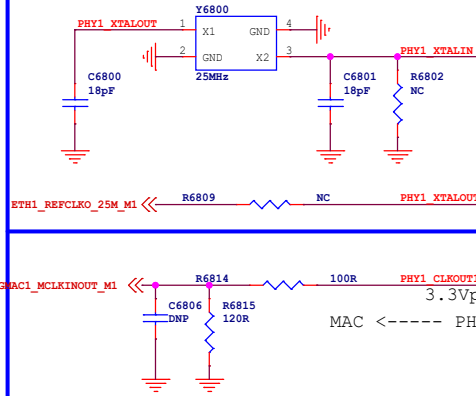 Y6800
PHY1_XTALOUT 1 X1 GND 4
2 GND X2 3 PHY1_XTALIN
25MHz
C6800
18pF
C6801
18pF
R6802
NC
ETH1_REFCLKO_25M_M1 R6809 NC PHY1_XTALOUT
GMAC1_MCLKINOUT_M1 R6814 100R PHY1_CLKOUT1
3.3Vp
C6806
DNP
R6815
120R
MAC <----- PH